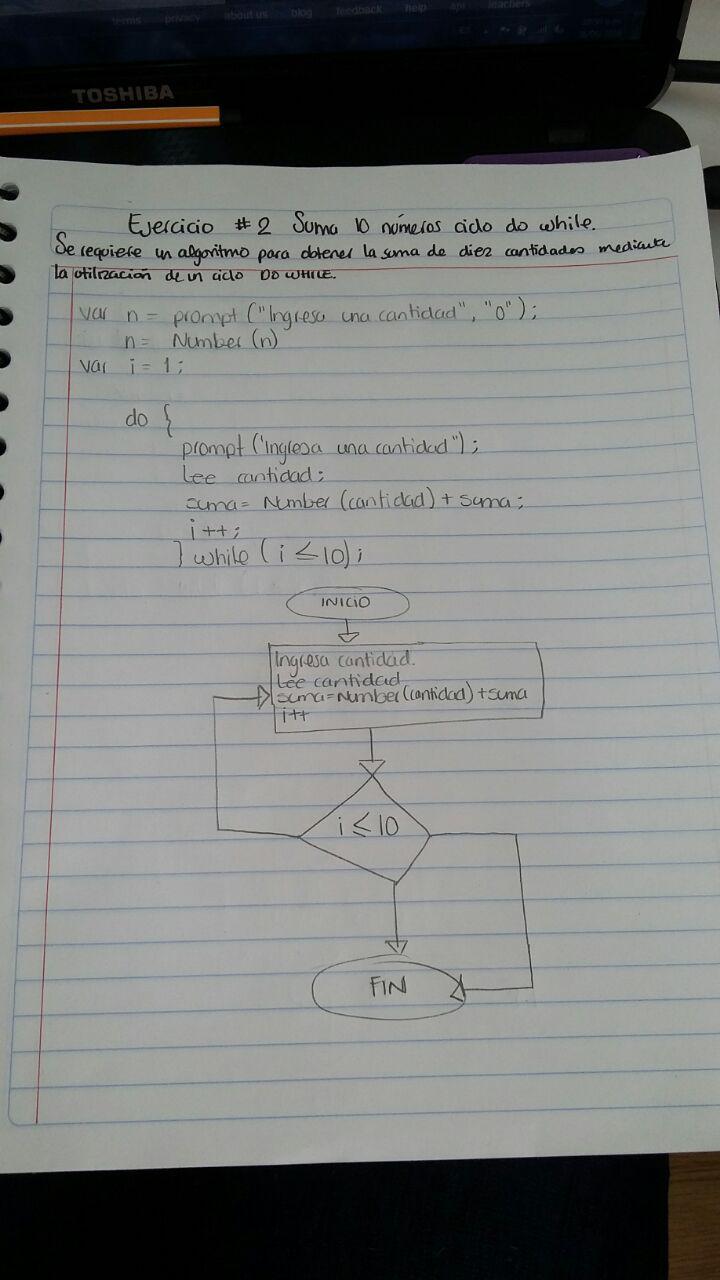 terms privacy about us blog feedback help api teachers
TOSHIBA
Ejercicio # 2 Suma 10 números ciclo do while.
Se requiere un algoritmo para obtener la suma de diez cantidades mediante
la utilización de un ciclo DO WHILE.
var n = prompt ("Ingresa una cantidad", "0");
n = Number (n)
var i = 1;
do {
prompt ("Ingresa una cantidad");
Lee cantidad;
suma = Number (cantidad) + suma;
i ++;
} while ( i ≤ 10);
INICIO
Ingresa cantidad.
Lee cantidad
suma=Number(cantidad)+suma
i++
i ≤ 10
FIN